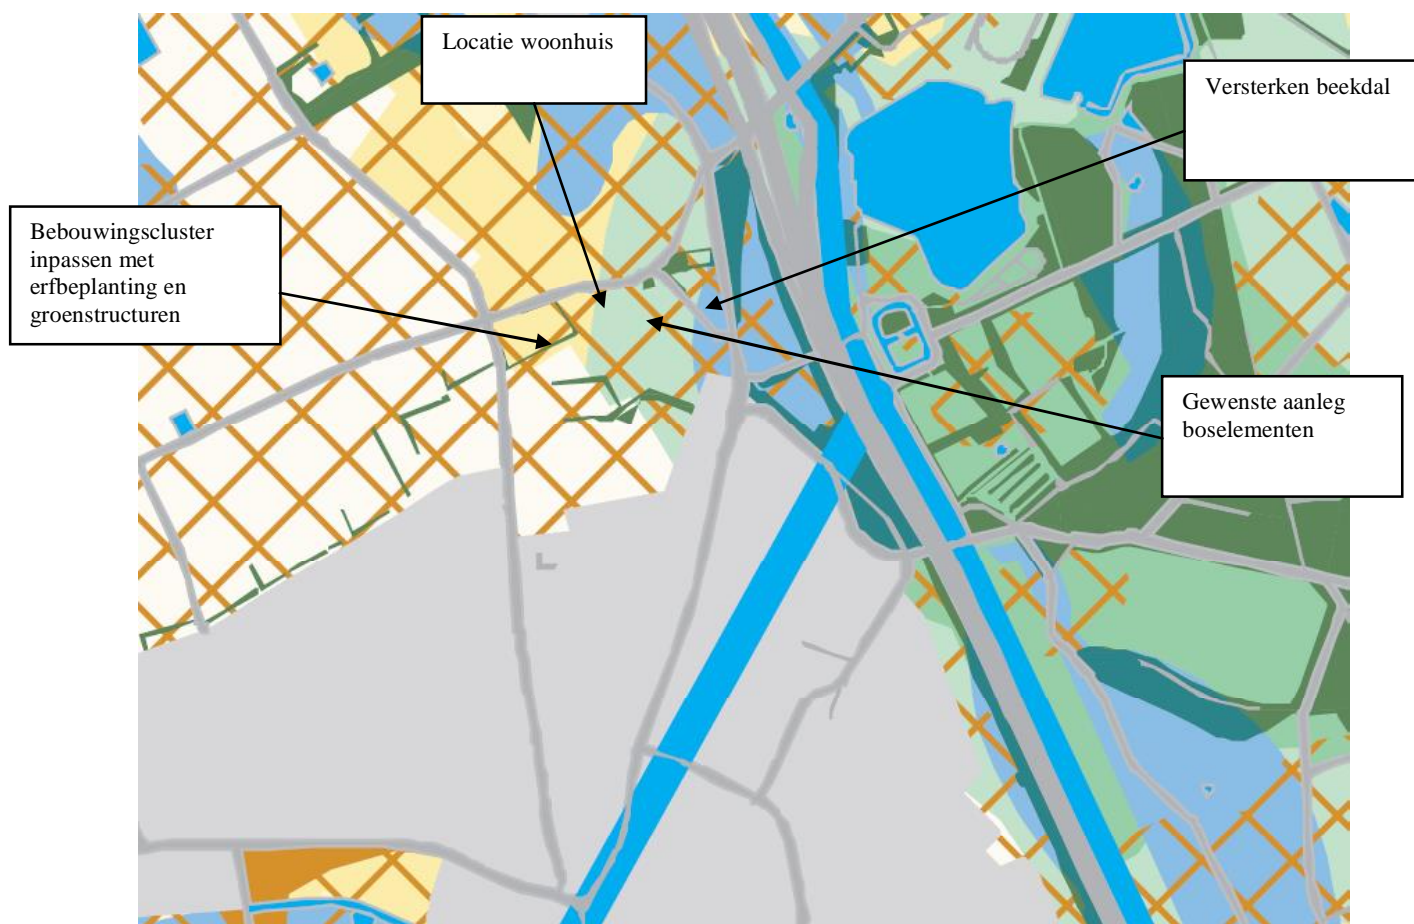 Locatie woonhuis
Versterken beekdal
Bebouwingscluster
inpassen met
erfbeplanting en
groenstructuren
Gewenste aanleg
boselementen